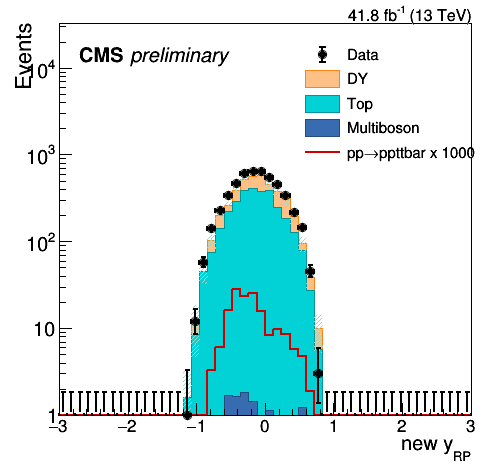 41.8 fb⁻¹ (13 TeV)
Events
CMS preliminary
Data
DY
Top
Multiboson
pp→ppttbar x 1000
10⁴
10³
10²
10
1
−3 −2 −1 0 1 2 3
new y_RP